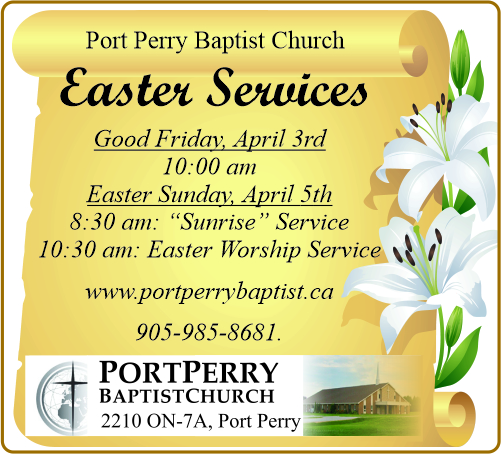 Port Perry Baptist Church
Easter Services
Good Friday, April 3rd
10:00 am
Easter Sunday, April 5th
8:30 am: “Sunrise” Service
10:30 am: Easter Worship Service
www.portperrybaptist.ca
905-985-8681.
PORTPERRY
BAPTISTCHURCH
2210 ON-7A, Port Perry